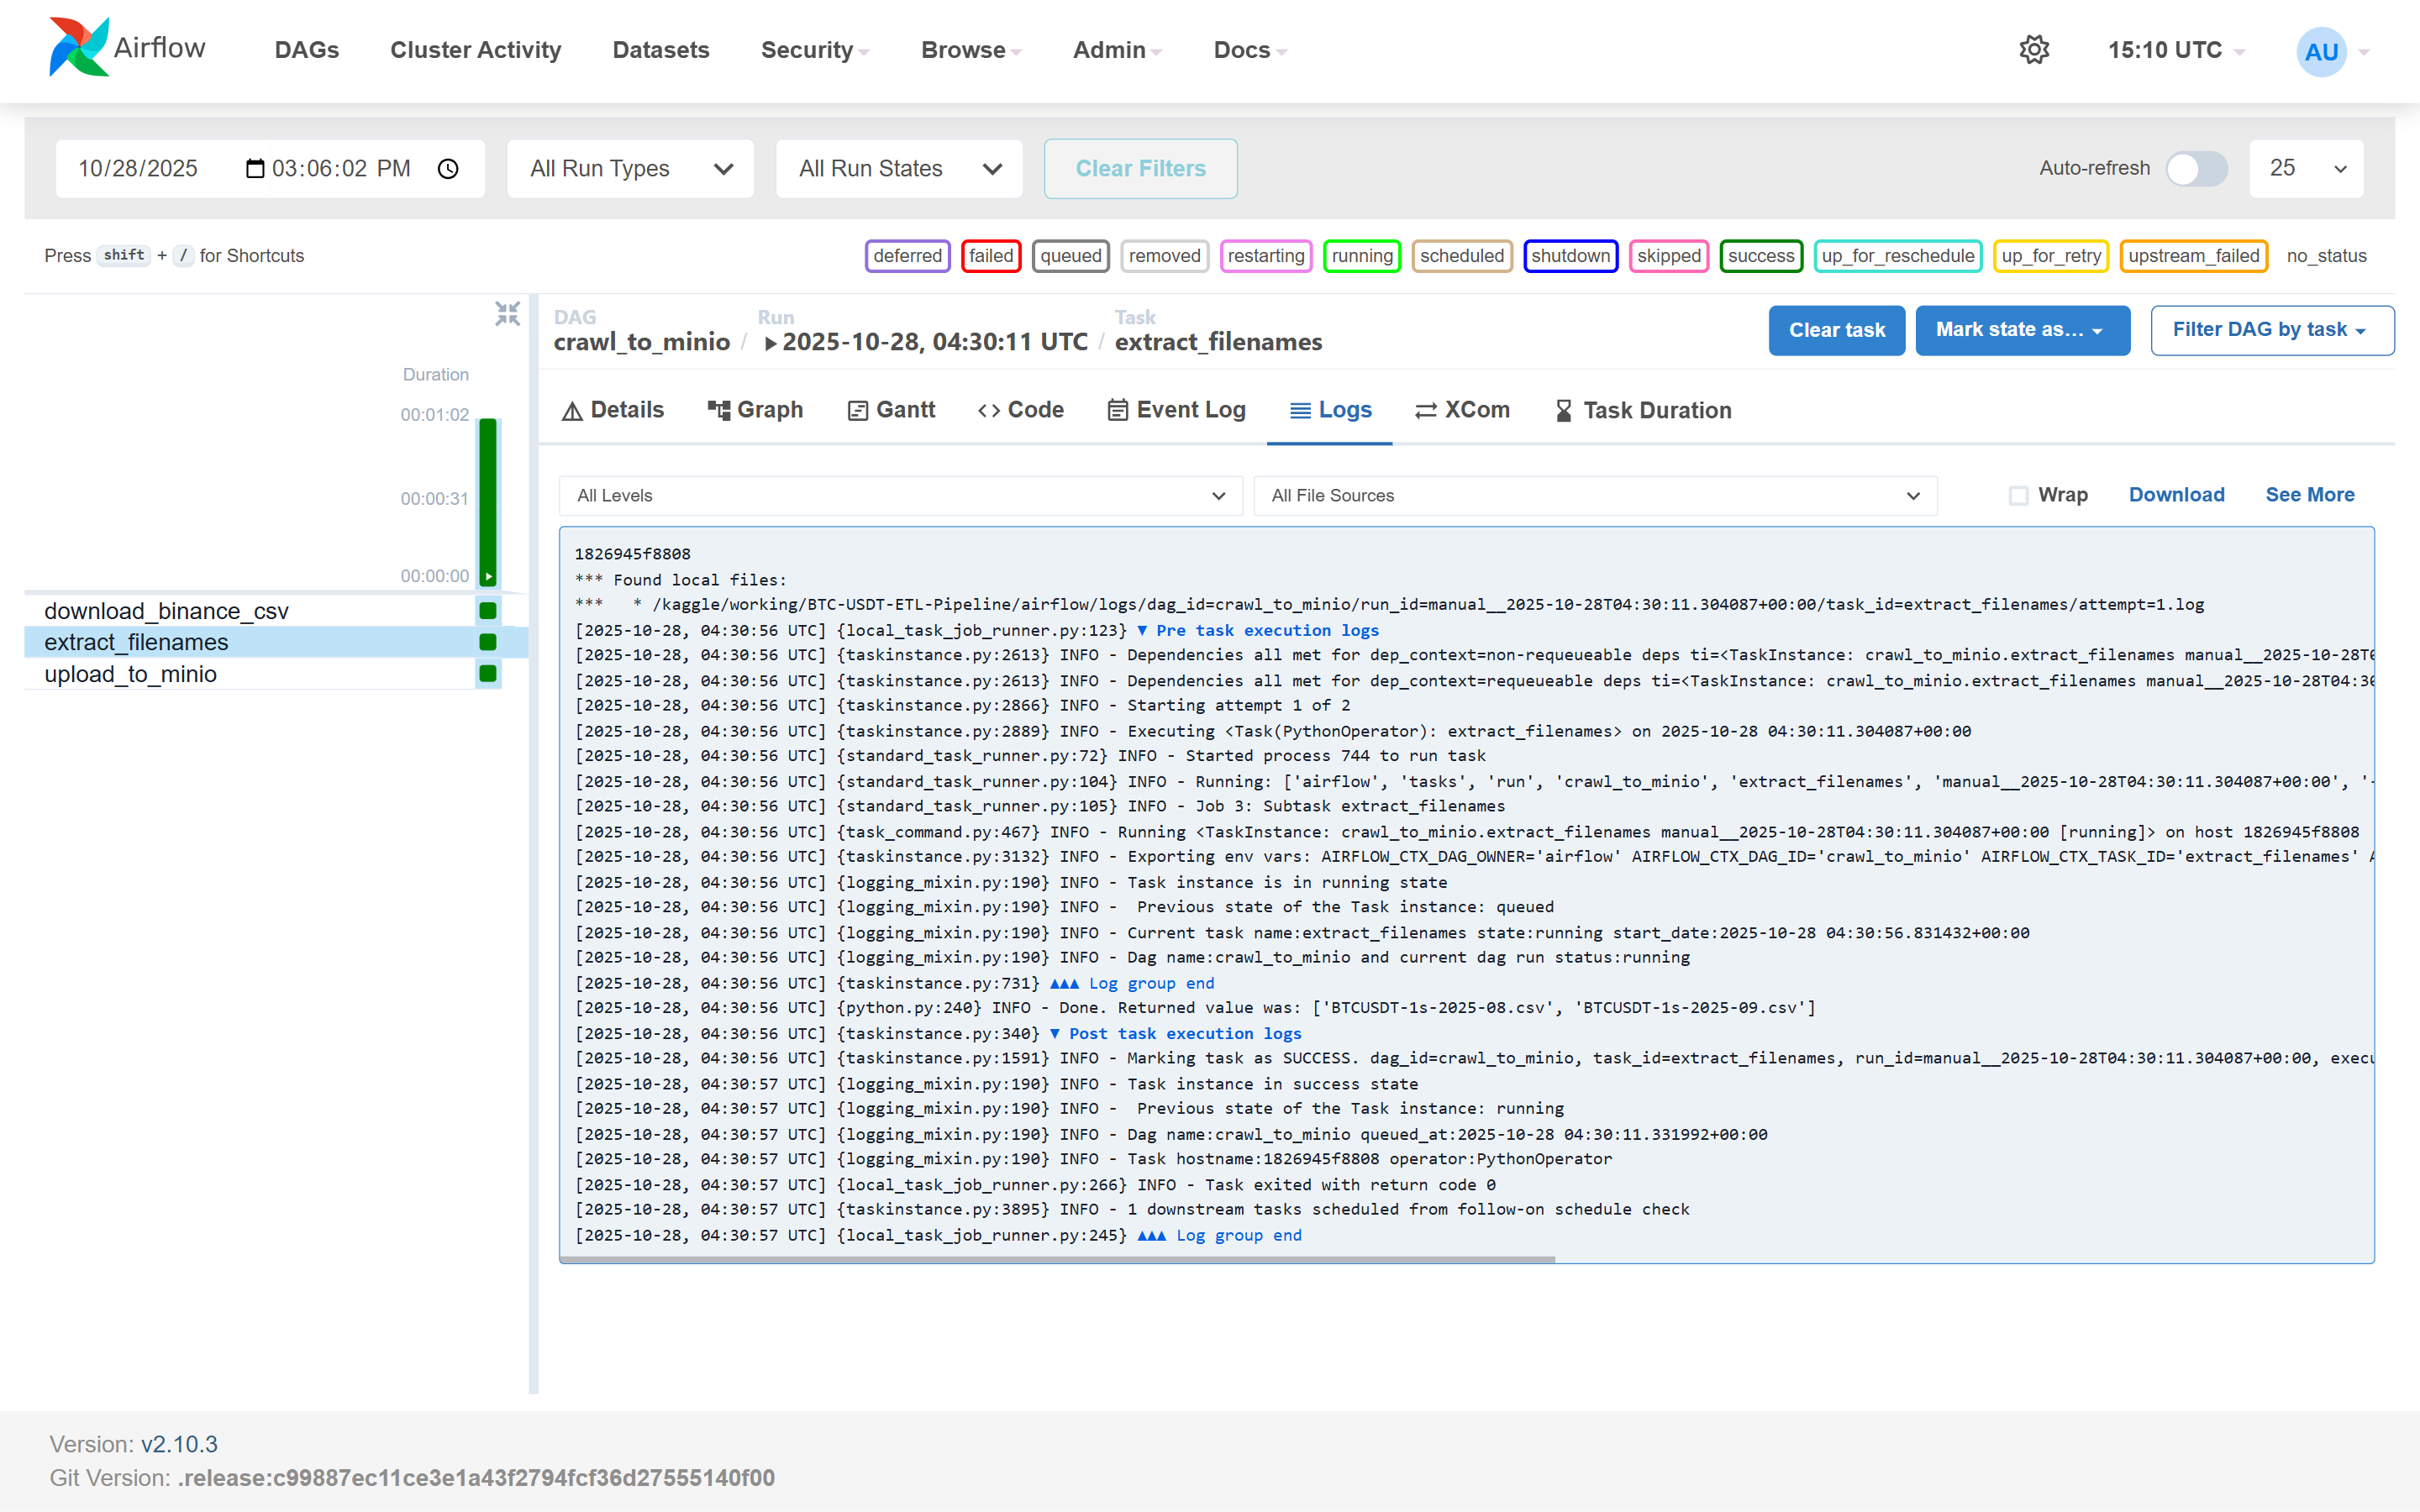 Airflow DAGs Cluster Activity Datasets Security Browse Admin Docs 15:10 UTC AU
10/28/2025 03:06:02 PM All Run Types All Run States Clear Filters Auto-refresh 25
Press shift + / for Shortcuts deferred failed queued removed restarting running scheduled shutdown skipped success up_for_reschedule up_for_retry upstream_failed no_status
DAG Run Task
crawl_to_minio / 2025-10-28, 04:30:11 UTC / extract_filenames Clear task Mark state as... Filter DAG by task
Duration
00:01:02
00:00:31
00:00:00
download_binance_csv
extract_filenames
upload_to_minio
Details Graph Gantt Code Event Log Logs XCom Task Duration
All Levels All File Sources Wrap Download See More
1826945f8808
*** Found local files:
*** * /kaggle/working/BTC-USDT-ETL-Pipeline/airflow/logs/dag_id=crawl_to_minio/run_id=manual__2025-10-28T04:30:11.304087+00:00/task_id=extract_filenames/attempt=1.log
[2025-10-28, 04:30:56 UTC] {local_task_job_runner.py:123} ▼ Pre task execution logs
[2025-10-28, 04:30:56 UTC] {taskinstance.py:2613} INFO - Dependencies all met for dep_context=non-requeueable deps ti=<TaskInstance: crawl_to_minio.extract_filenames manual__2025-10-28T0
[2025-10-28, 04:30:56 UTC] {taskinstance.py:2613} INFO - Dependencies all met for dep_context=requeueable deps ti=<TaskInstance: crawl_to_minio.extract_filenames manual__2025-10-28T04:30
[2025-10-28, 04:30:56 UTC] {taskinstance.py:2866} INFO - Starting attempt 1 of 2
[2025-10-28, 04:30:56 UTC] {taskinstance.py:2889} INFO - Executing <Task(PythonOperator): extract_filenames> on 2025-10-28 04:30:11.304087+00:00
[2025-10-28, 04:30:56 UTC] {standard_task_runner.py:72} INFO - Started process 744 to run task
[2025-10-28, 04:30:56 UTC] {standard_task_runner.py:104} INFO - Running: ['airflow', 'tasks', 'run', 'crawl_to_minio', 'extract_filenames', 'manual__2025-10-28T04:30:11.304087+00:00', '-
[2025-10-28, 04:30:56 UTC] {standard_task_runner.py:105} INFO - Job 3: Subtask extract_filenames
[2025-10-28, 04:30:56 UTC] {task_command.py:467} INFO - Running <TaskInstance: crawl_to_minio.extract_filenames manual__2025-10-28T04:30:11.304087+00:00 [running]> on host 1826945f8808
[2025-10-28, 04:30:56 UTC] {taskinstance.py:3132} INFO - Exporting env vars: AIRFLOW_CTX_DAG_OWNER='airflow' AIRFLOW_CTX_DAG_ID='crawl_to_minio' AIRFLOW_CTX_TASK_ID='extract_filenames' A
[2025-10-28, 04:30:56 UTC] {logging_mixin.py:190} INFO - Task instance is in running state
[2025-10-28, 04:30:56 UTC] {logging_mixin.py:190} INFO -  Previous state of the Task instance: queued
[2025-10-28, 04:30:56 UTC] {logging_mixin.py:190} INFO - Current task name:extract_filenames state:running start_date:2025-10-28 04:30:56.831432+00:00
[2025-10-28, 04:30:56 UTC] {logging_mixin.py:190} INFO - Dag name:crawl_to_minio and current dag run status:running
[2025-10-28, 04:30:56 UTC] {taskinstance.py:731} ▲▲▲ Log group end
[2025-10-28, 04:30:56 UTC] {python.py:240} INFO - Done. Returned value was: ['BTCUSDT-1s-2025-08.csv', 'BTCUSDT-1s-2025-09.csv']
[2025-10-28, 04:30:56 UTC] {taskinstance.py:340} ▼ Post task execution logs
[2025-10-28, 04:30:56 UTC] {taskinstance.py:1591} INFO - Marking task as SUCCESS. dag_id=crawl_to_minio, task_id=extract_filenames, run_id=manual__2025-10-28T04:30:11.304087+00:00, execu
[2025-10-28, 04:30:57 UTC] {logging_mixin.py:190} INFO - Task instance in success state
[2025-10-28, 04:30:57 UTC] {logging_mixin.py:190} INFO -  Previous state of the Task instance: running
[2025-10-28, 04:30:57 UTC] {logging_mixin.py:190} INFO - Dag name:crawl_to_minio queued_at:2025-10-28 04:30:11.331992+00:00
[2025-10-28, 04:30:57 UTC] {logging_mixin.py:190} INFO - Task hostname:1826945f8808 operator:PythonOperator
[2025-10-28, 04:30:57 UTC] {local_task_job_runner.py:266} INFO - Task exited with return code 0
[2025-10-28, 04:30:57 UTC] {taskinstance.py:3895} INFO - 1 downstream tasks scheduled from follow-on schedule check
[2025-10-28, 04:30:57 UTC] {local_task_job_runner.py:245} ▲▲▲ Log group end
Version: v2.10.3
Git Version: .release:c99887ec11ce3e1a43f2794fcf36d27555140f00